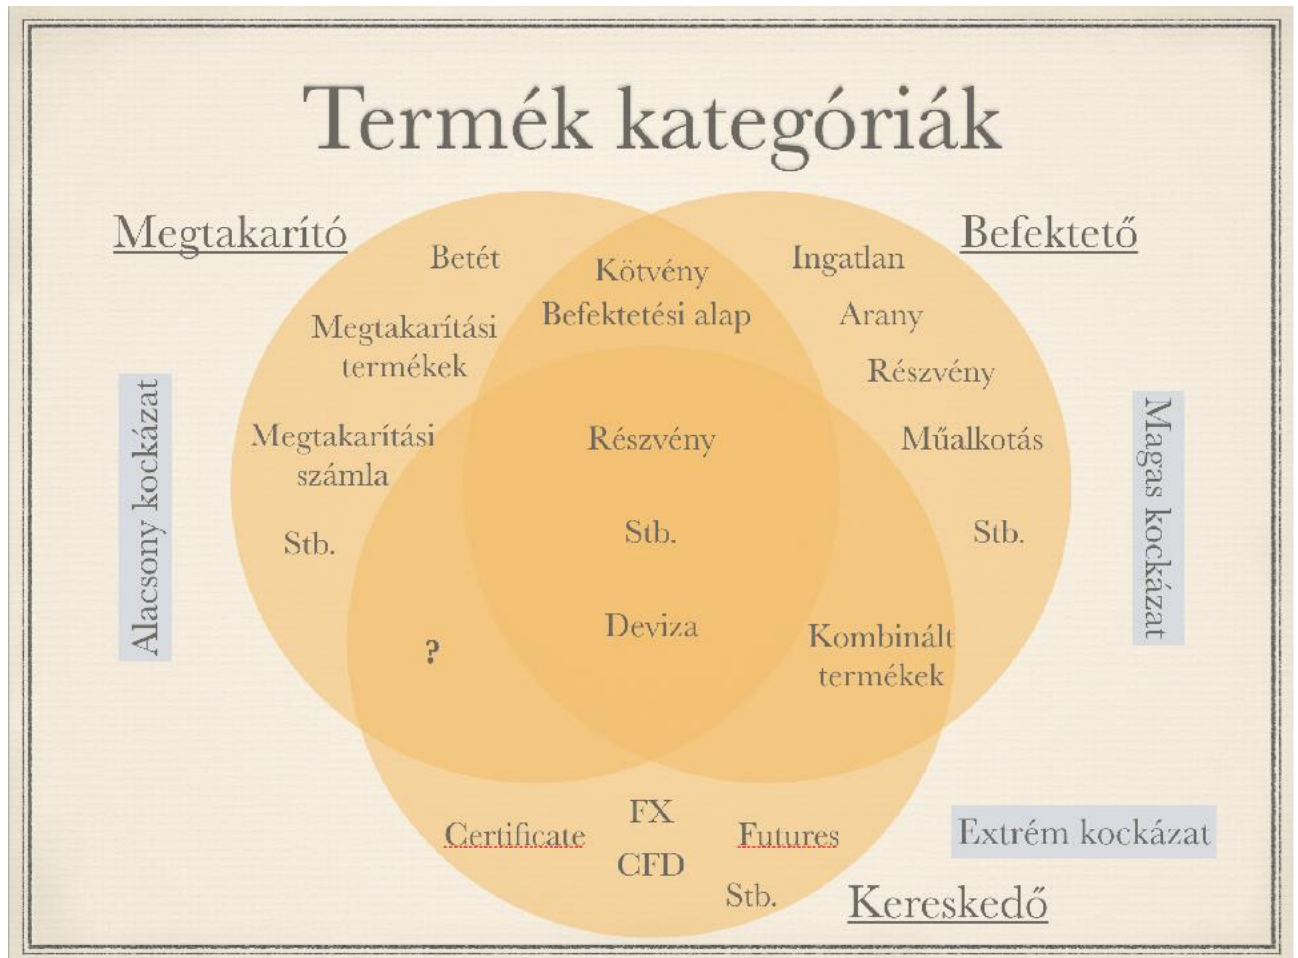 Termék kategóriák
Megtakarító
Befektető
Betét
Kötvény
Ingatlan
Befektetési alap
Arany
Megtakarítási
termékek
Részvény
Megtakarítási
számla
Részvény
Műalkotás
Alacsony kockázat
Magas kockázat
Stb.
Stb.
Stb.
Deviza
?
Kombinált
termékek
Certificate
FX
CFD
Futures
Stb.
Extrém kockázat
Kereskedő